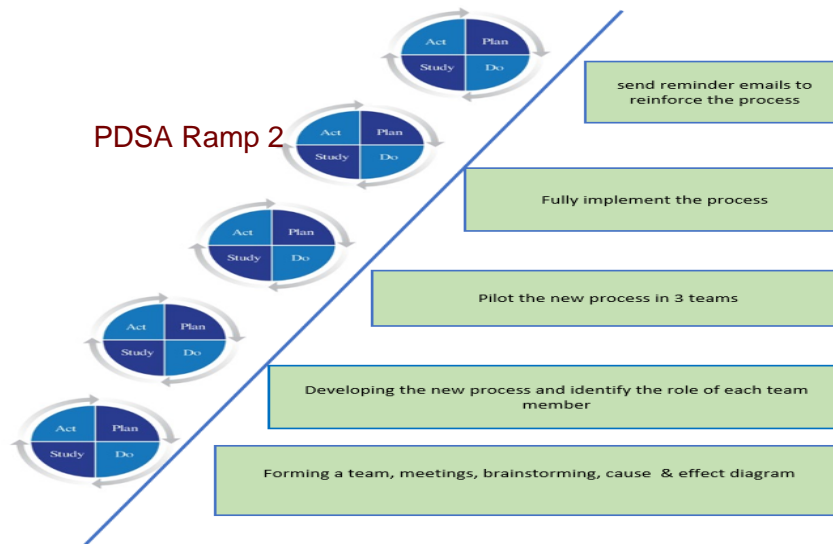 Act Plan
Study Do
send reminder emails to
reinforce the process
PDSA Ramp 2
Act Plan
Study Do
Fully implement the process
Act Plan
Study Do
Pilot the new process in 3 teams
Act Plan
Study Do
Developing the new process and identify the role of each team
member
Act Plan
Study Do
Forming a team, meetings, brainstorming, cause & effect diagram